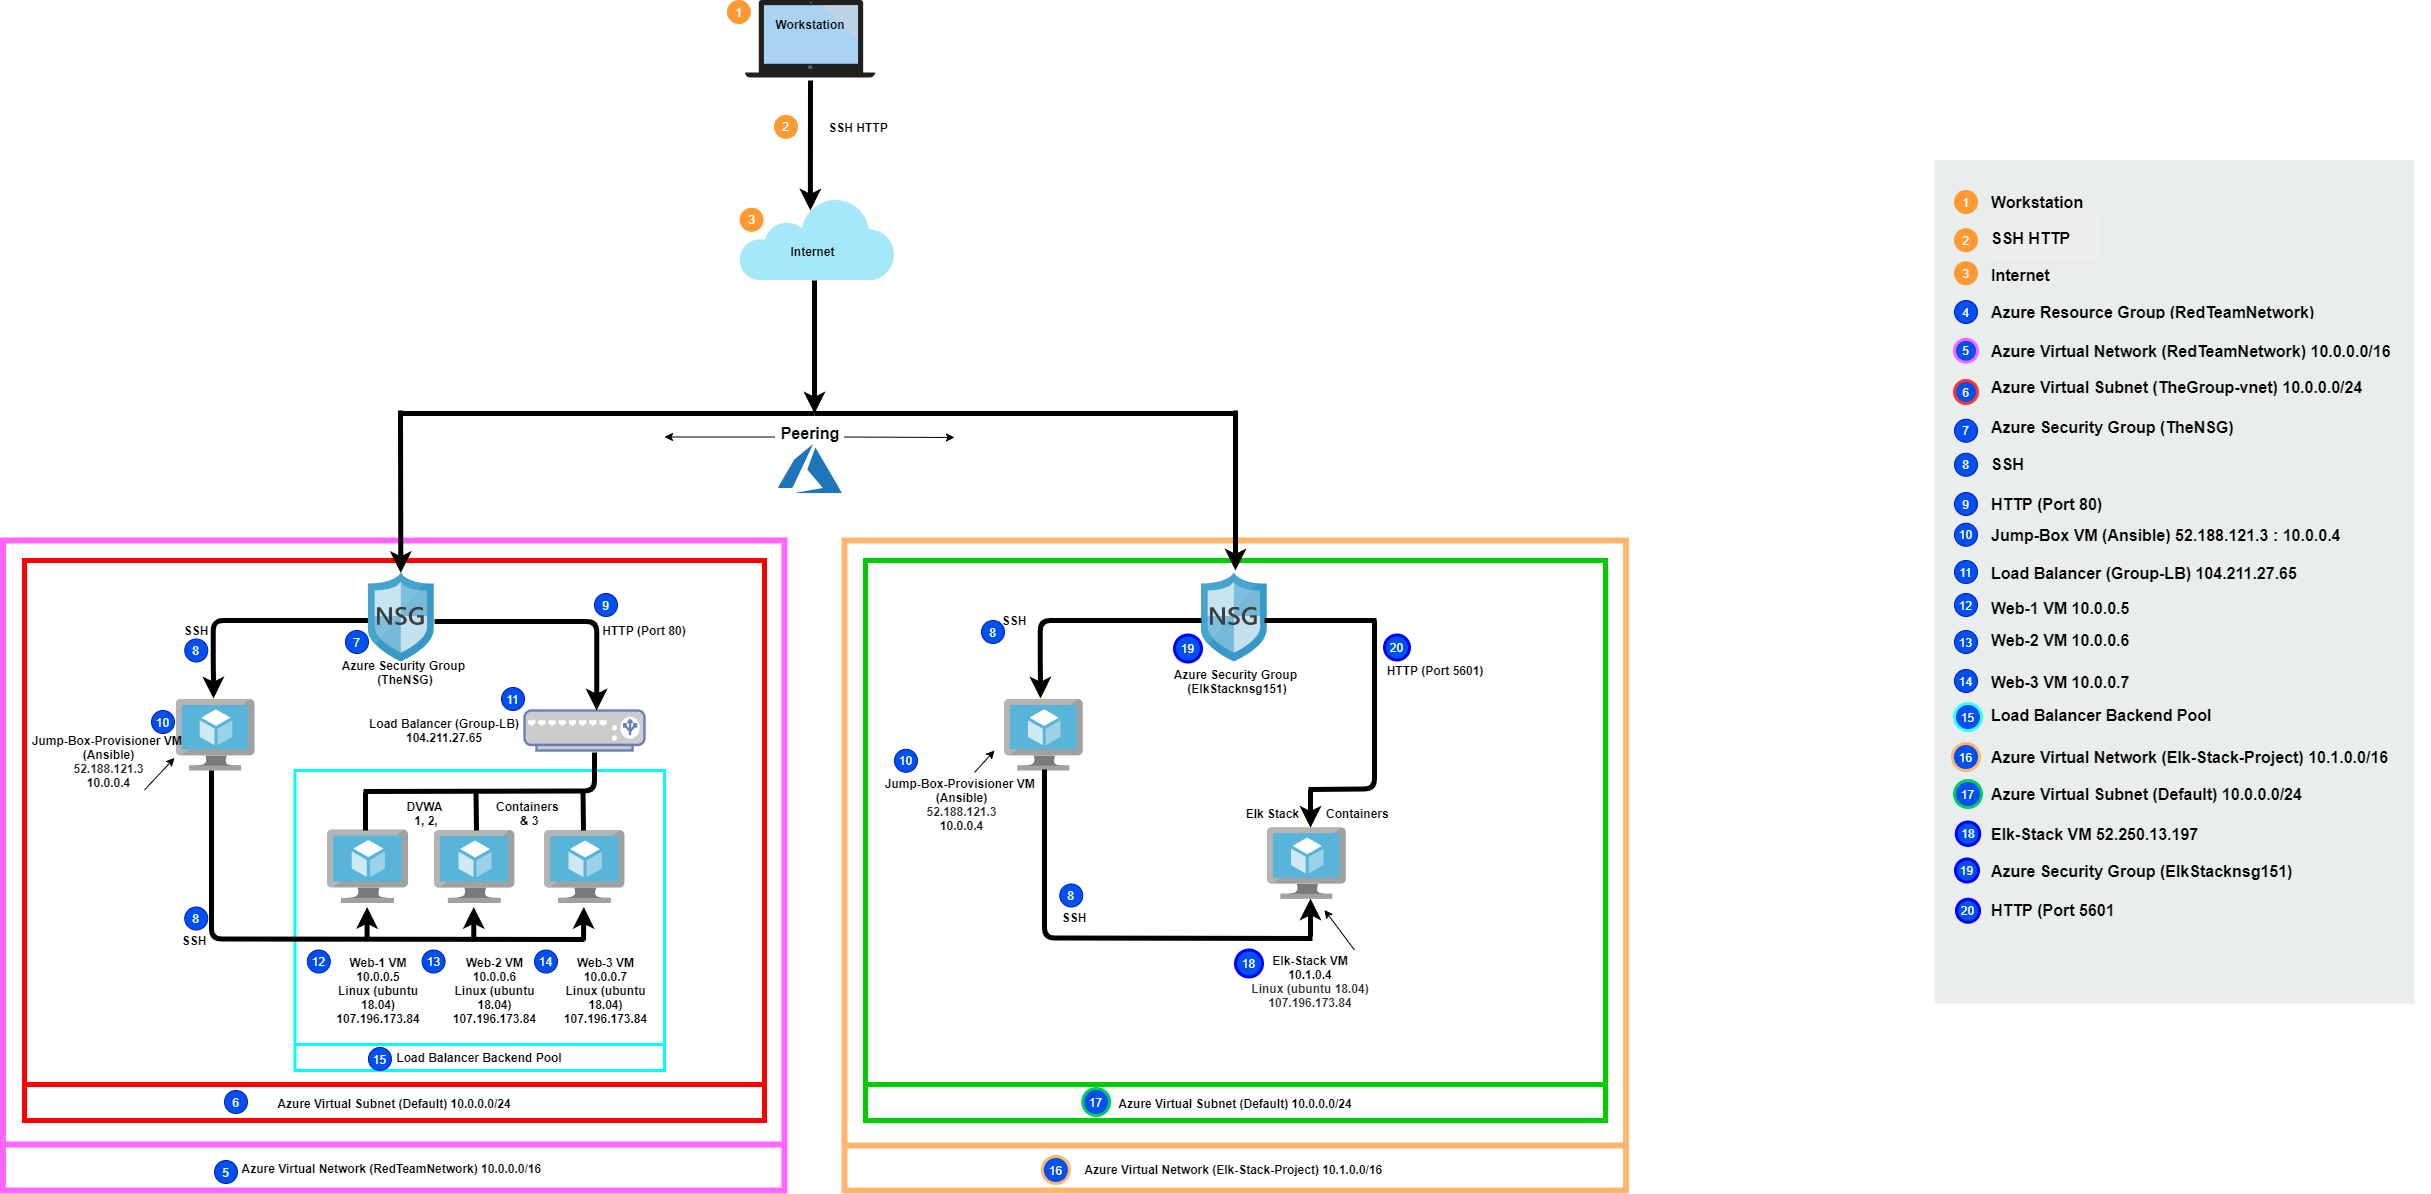 1
Workstation
2
SSH HTTP
3
Internet
Peering
NSG
7
Azure Security Group
(TheNSG)
SSH
8
9
HTTP (Port 80)
10
Jump-Box-Provisioner VM
(Ansible)
52.188.121.3
10.0.0.4
11
Load Balancer (Group-LB)
104.211.27.65
DVWA
1, 2,
Containers
& 3
8
SSH
12
Web-1 VM
10.0.0.5
Linux (ubuntu
18.04)
107.196.173.84
13
Web-2 VM
10.0.0.6
Linux (ubuntu
18.04)
107.196.173.84
14
Web-3 VM
10.0.0.7
Linux (ubuntu
18.04)
107.196.173.84
15
Load Balancer Backend Pool
6
Azure Virtual Subnet (Default) 10.0.0.0/24
5
Azure Virtual Network (RedTeamNetwork) 10.0.0.0/16
NSG
19
Azure Security Group
(ElkStacknsg151)
8
SSH
20
HTTP (Port 5601)
10
Jump-Box-Provisioner VM
(Ansible)
52.188.121.3
10.0.0.4
Elk Stack
Containers
8
SSH
18
Elk-Stack VM
10.1.0.4
Linux (ubuntu 18.04)
107.196.173.84
17
Azure Virtual Subnet (Default) 10.0.0.0/24
16
Azure Virtual Network (Elk-Stack-Project) 10.1.0.0/16
1 Workstation
2 SSH HTTP
3 Internet
4 Azure Resource Group (RedTeamNetwork)
5 Azure Virtual Network (RedTeamNetwork) 10.0.0.0/16
6 Azure Virtual Subnet (TheGroup-vnet) 10.0.0.0/24
7 Azure Security Group (TheNSG)
8 SSH
9 HTTP (Port 80)
10 Jump-Box VM (Ansible) 52.188.121.3 : 10.0.0.4
11 Load Balancer (Group-LB) 104.211.27.65
12 Web-1 VM 10.0.0.5
13 Web-2 VM 10.0.0.6
14 Web-3 VM 10.0.0.7
15 Load Balancer Backend Pool
16 Azure Virtual Network (Elk-Stack-Project) 10.1.0.0/16
17 Azure Virtual Subnet (Default) 10.0.0.0/24
18 Elk-Stack VM 52.250.13.197
19 Azure Security Group (ElkStacknsg151)
20 HTTP (Port 5601